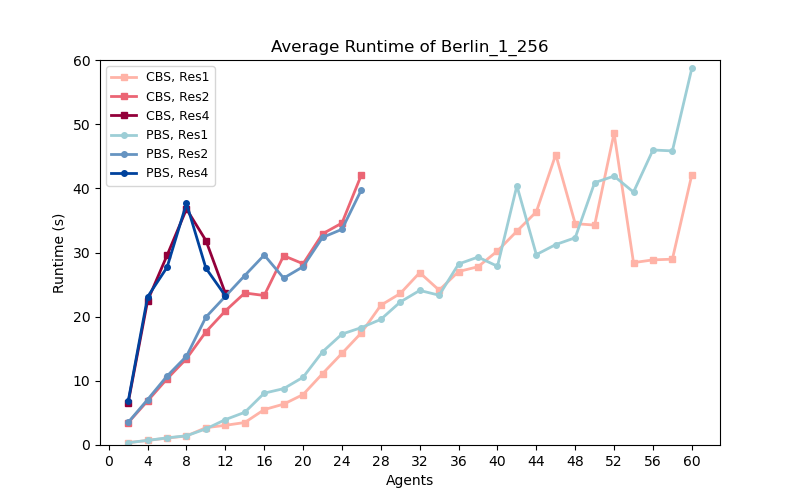 Average Runtime of Berlin_1_256
Runtime (s)
60
50
40
30
20
10
0
CBS, Res1
CBS, Res2
CBS, Res4
PBS, Res1
PBS, Res2
PBS, Res4
0 4 8 12 16 20 24 28 32 36 40 44 48 52 56 60
Agents